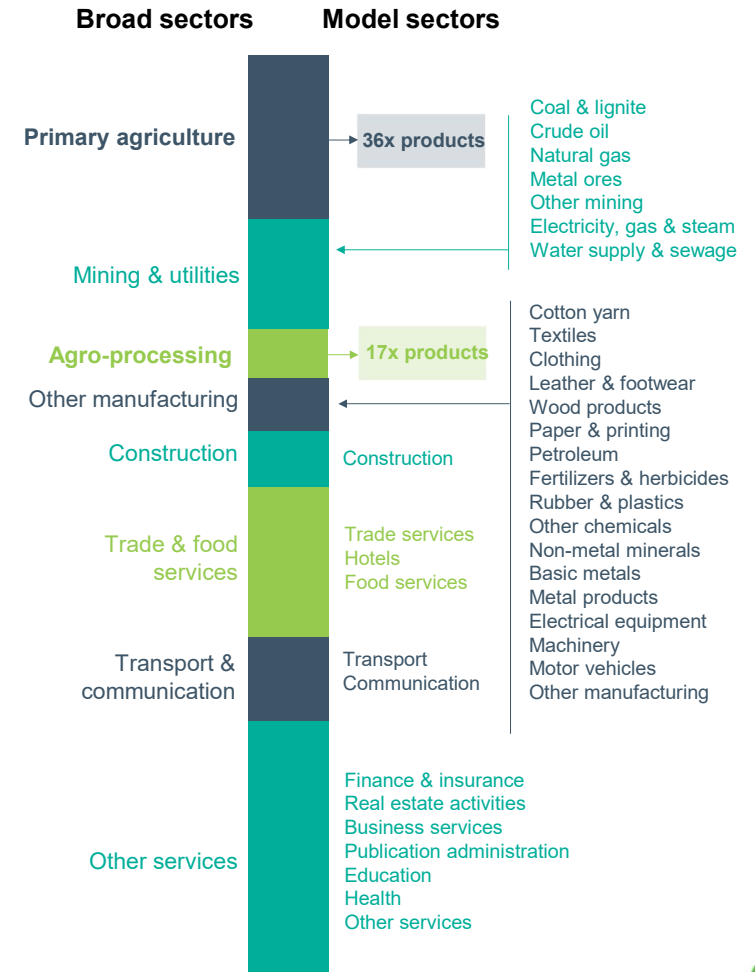 Broad sectors
Model sectors
Primary agriculture
36x products
Coal & lignite
Crude oil
Natural gas
Metal ores
Other mining
Electricity, gas & steam
Water supply & sewage
Mining & utilities
Agro-processing
17x products
Other manufacturing
Cotton yarn
Textiles
Clothing
Leather & footwear
Wood products
Paper & printing
Petroleum
Fertilizers & herbicides
Rubber & plastics
Other chemicals
Non-metal minerals
Basic metals
Metal products
Electrical equipment
Machinery
Motor vehicles
Other manufacturing
Construction
Construction
Trade & food
services
Trade services
Hotels
Food services
Transport &
communication
Transport
Communication
Other services
Finance & insurance
Real estate activities
Business services
Publication administration
Education
Health
Other services